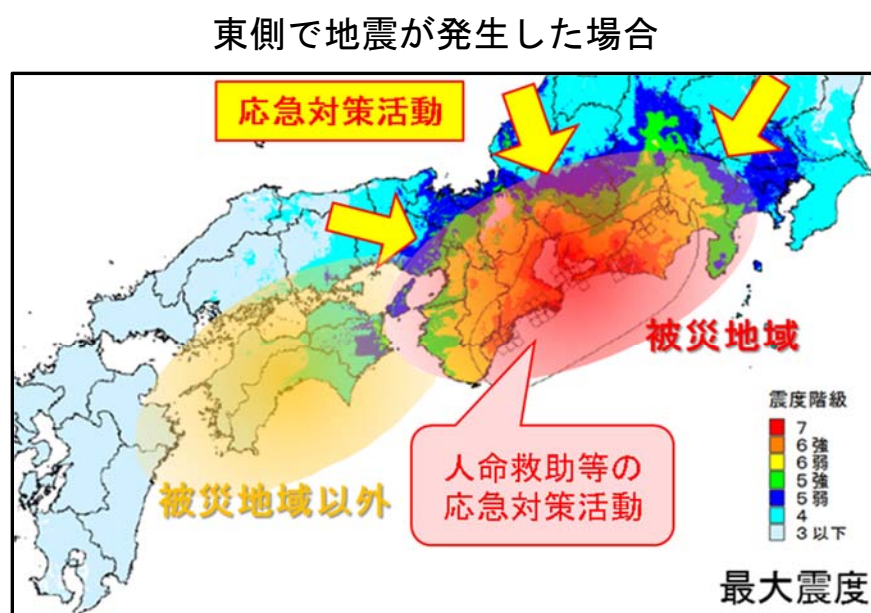 東側で地震が発生した場合
応急対策活動
被災地域
被災地域以外
人命救助等の
応急対策活動
震度階級
7
6強
6弱
5強
5弱
4
3以下
最大震度